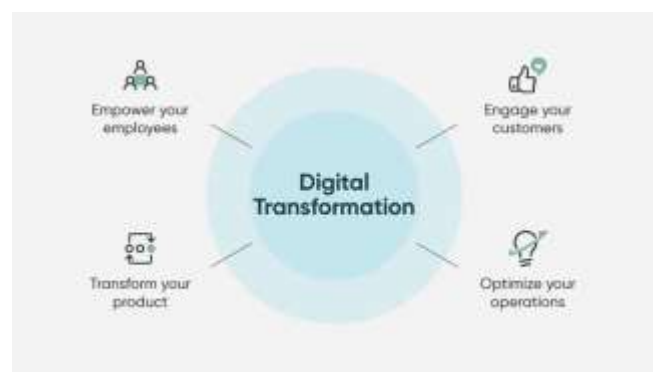 Empower your
employees
Engage your
customers
Digital
Transformation
Transform your
product
Optimize your
operations